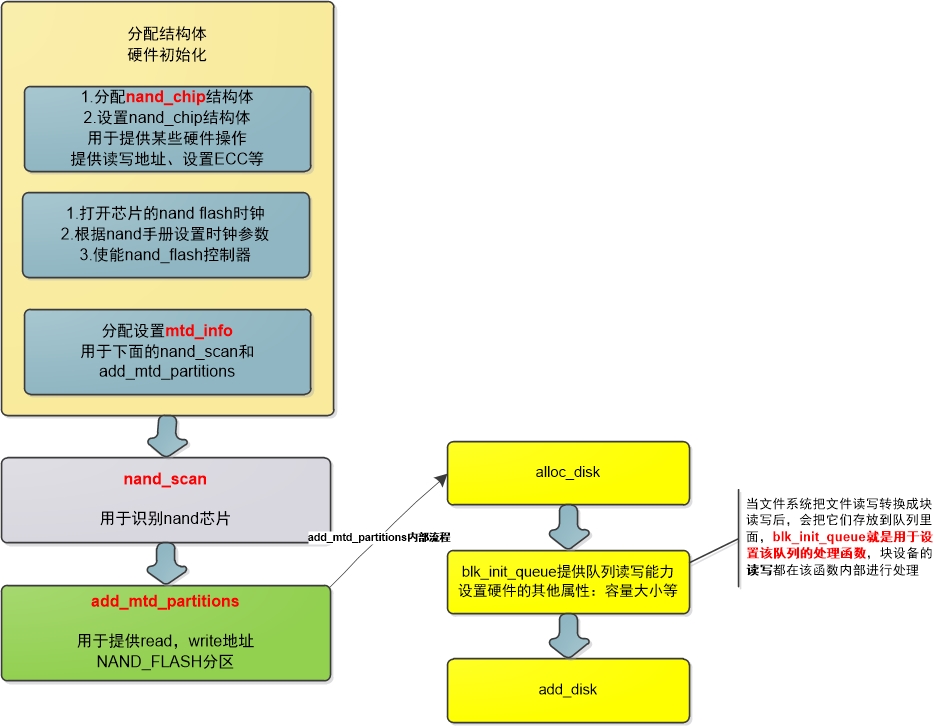 分配结构体
硬件初始化
1.分配nand_chip结构体
2.设置nand_chip结构体
用于提供某些硬件操作
提供读写地址、设置ECC等
1.打开芯片的nand flash时钟
2.根据nand手册设置时钟参数
3.使能nand_flash控制器
分配设置mtd_info
用于下面的nand_scan和
add_mtd_partitions
nand_scan
用于识别nand芯片
add_mtd_partitions
用于提供read，write地址
NAND_FLASH分区
add_mtd_partitions内部流程
alloc_disk
blk_init_queue提供队列读写能力
设置硬件的其他属性：容量大小等
add_disk
当文件系统把文件读写转换成块
读写后，会把它们存放到队列里
面，blk_init_queue就是用于设
置该队列的处理函数，块设备的
读写都在该函数内部进行处理